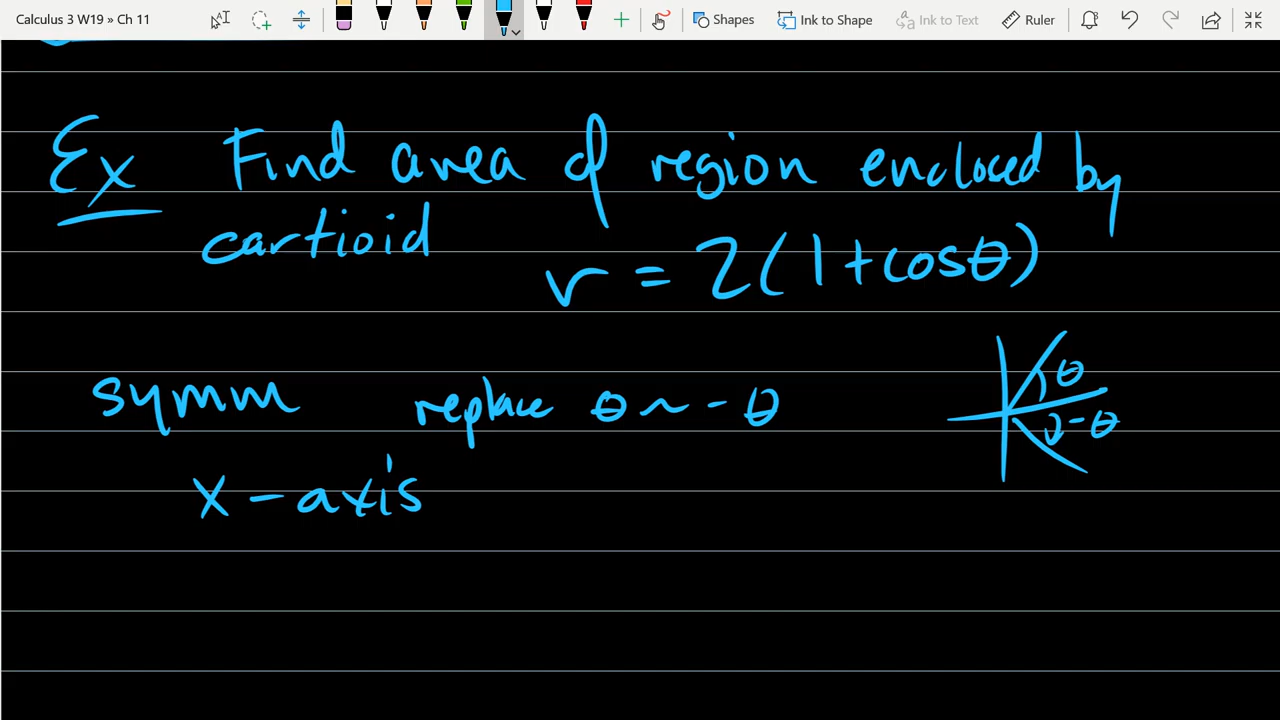 Calculus 3 W19 » Ch 11
Shapes
Ink to Shape
Ink to Text
Ruler
Ex Find area of region enclosed by
cartioid
r = 2(1+cosθ)
symm replace θ ~ -θ
x-axis
θ
-θ